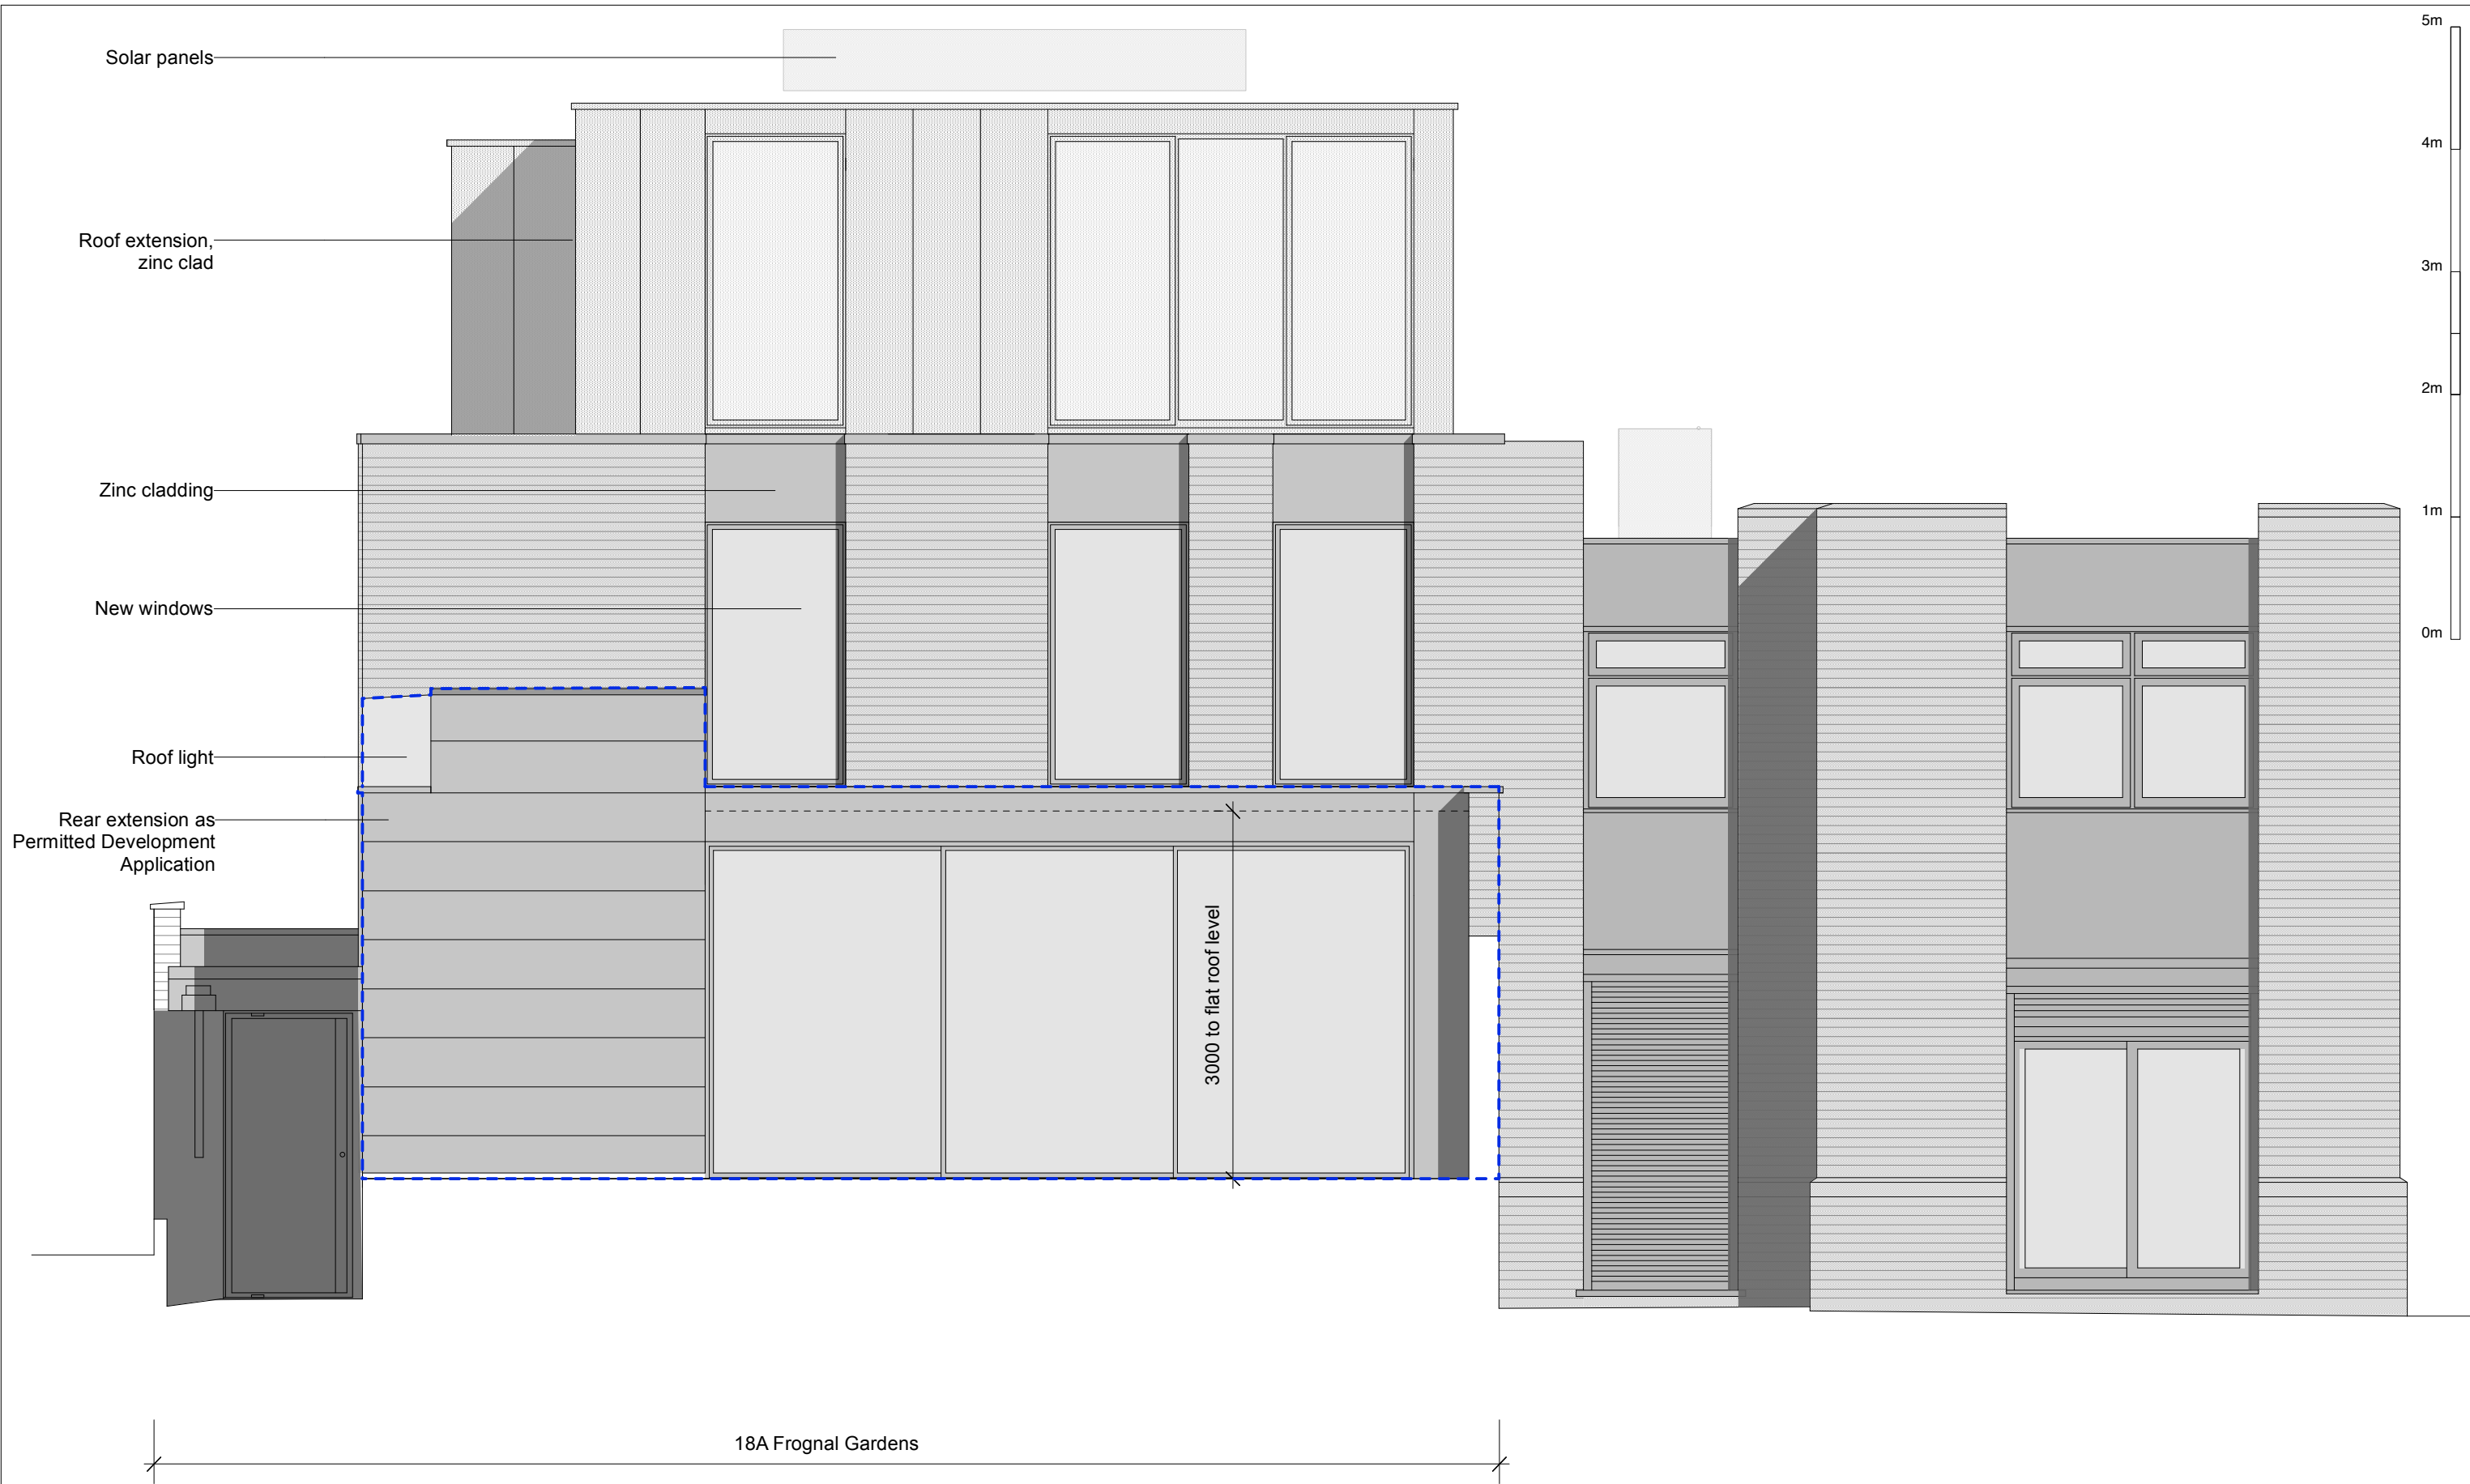 Solar panels
Roof extension,
zinc clad
Zinc cladding
New windows
Roof light
Rear extension as
Permitted Development
Application
3000 to flat roof level
18A Frognal Gardens
5m
4m
3m
2m
1m
0m